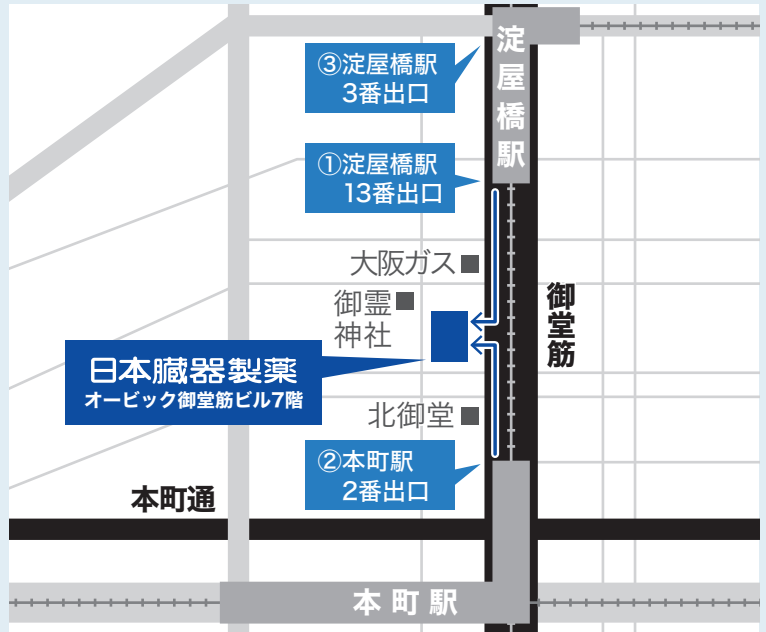 淀屋橋駅
③淀屋橋駅
3番出口
①淀屋橋駅
13番出口
大阪ガス
御霊
神社
御堂筋
日本臓器製薬
オービック御堂筋ビル7階
北御堂
②本町駅
2番出口
本町通
本町駅